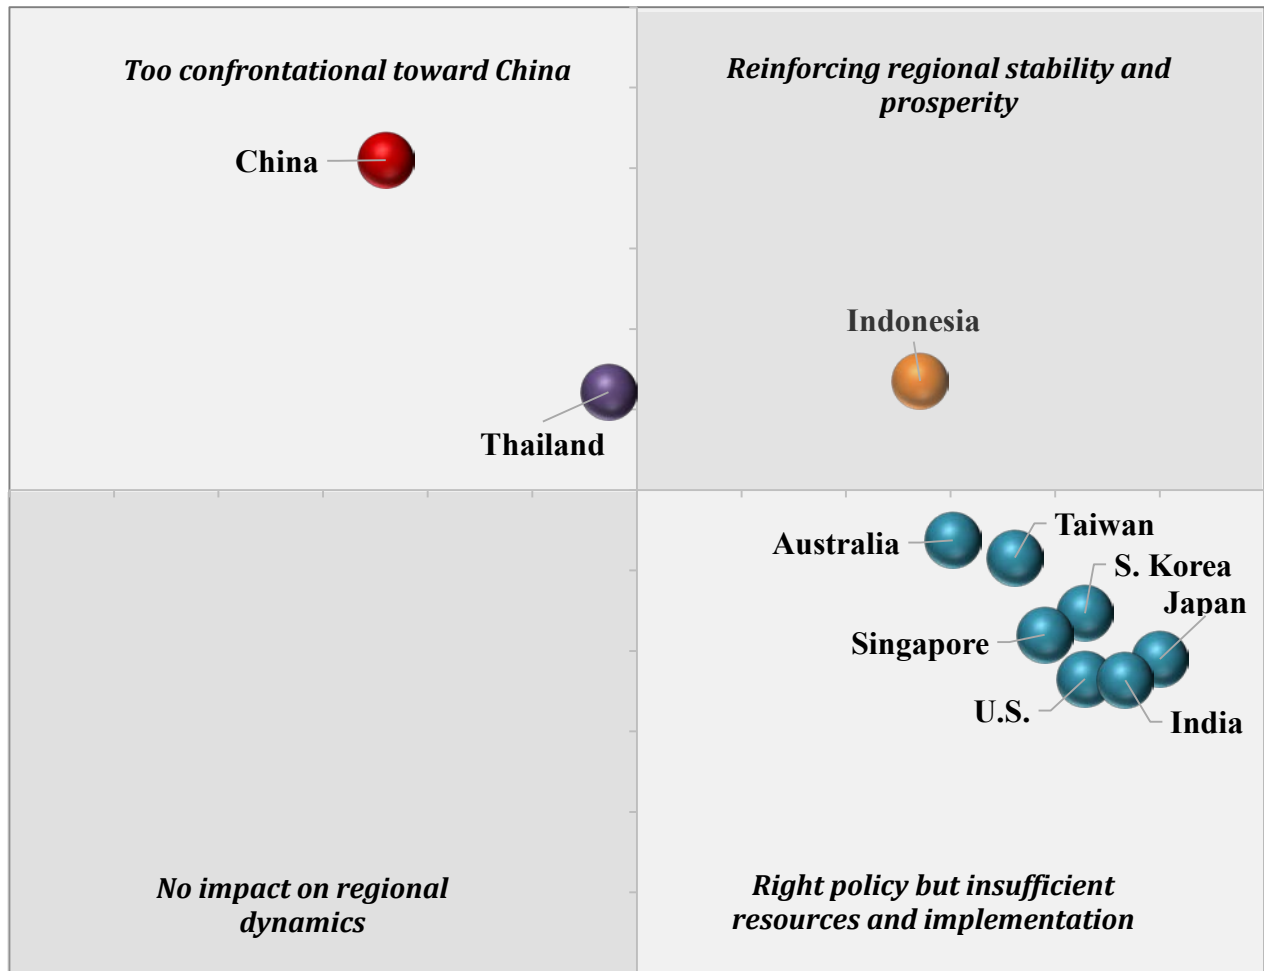 Too confrontational toward China
Reinforcing regional stability and
prosperity
China
Indonesia
Thailand
Australia
Taiwan
S. Korea
Japan
Singapore
U.S.
India
No impact on regional
dynamics
Right policy but insufficient
resources and implementation